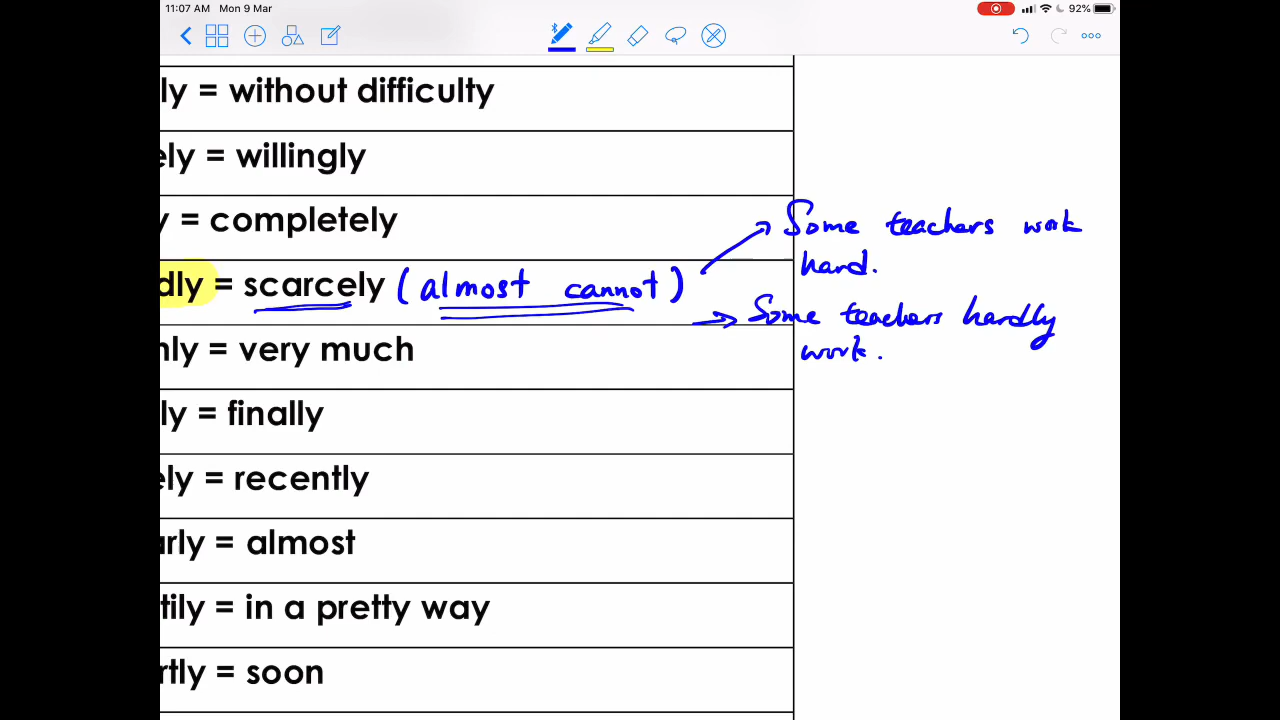 11:07 AM Mon 9 Mar
92%
ly = without difficulty
ely = willingly
y = completely
dly = scarcely (almost cannot)
Some teachers work
hard.
Some teachers hardly
work.
hly = very much
ly = finally
ely = recently
arly = almost
tily = in a pretty way
rtly = soon